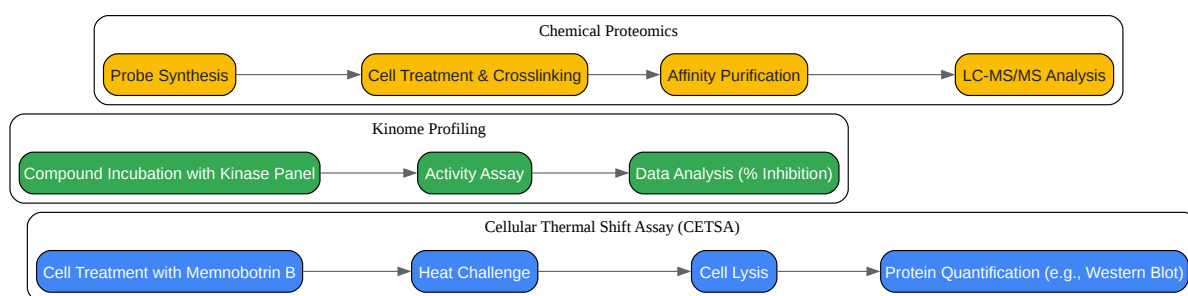 Chemical Proteomics
Probe Synthesis
Cell Treatment & Crosslinking
Affinity Purification
LC-MS/MS Analysis
Kinome Profiling
Compound Incubation with Kinase Panel
Activity Assay
Data Analysis (% Inhibition)
Cellular Thermal Shift Assay (CETSA)
Cell Treatment with Memnobotrin B
Heat Challenge
Cell Lysis
Protein Quantification (e.g., Western Blot)